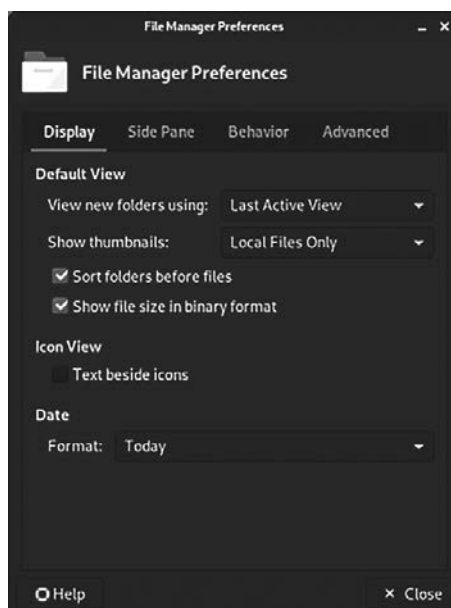 File Manager Preferences
File Manager Preferences
Display Side Pane Behavior Advanced
Default View
View new folders using: Last Active View
Show thumbnails: Local Files Only
Sort folders before files
Show file size in binary format
Icon View
Text beside icons
Date
Format: Today
Help × Close